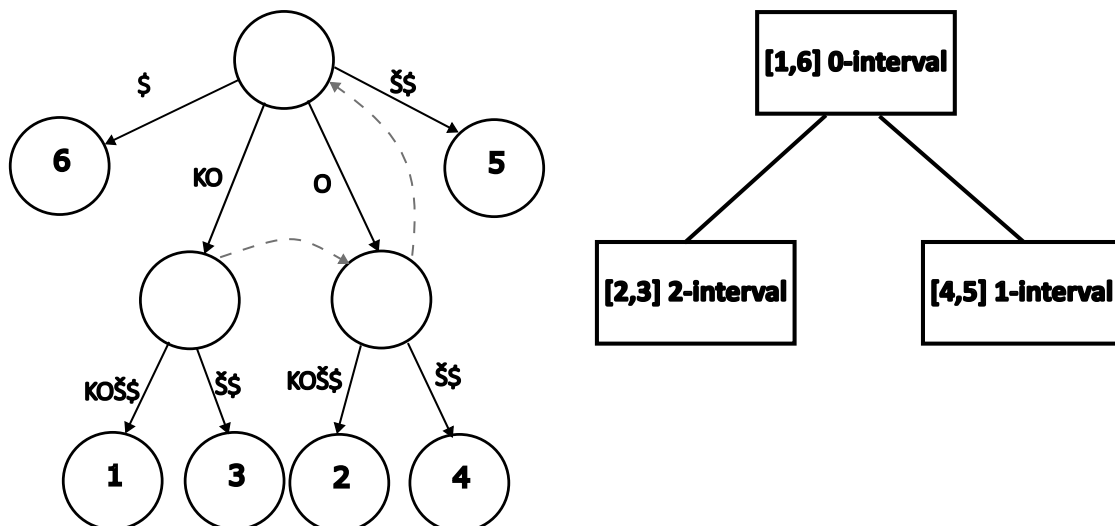 [1,6] 0-interval
$
Š$
6
5
KO
O
[2,3] 2-interval
[4,5] 1-interval
KOŠ$
Š$
KOŠ$
Š$
1
3
2
4